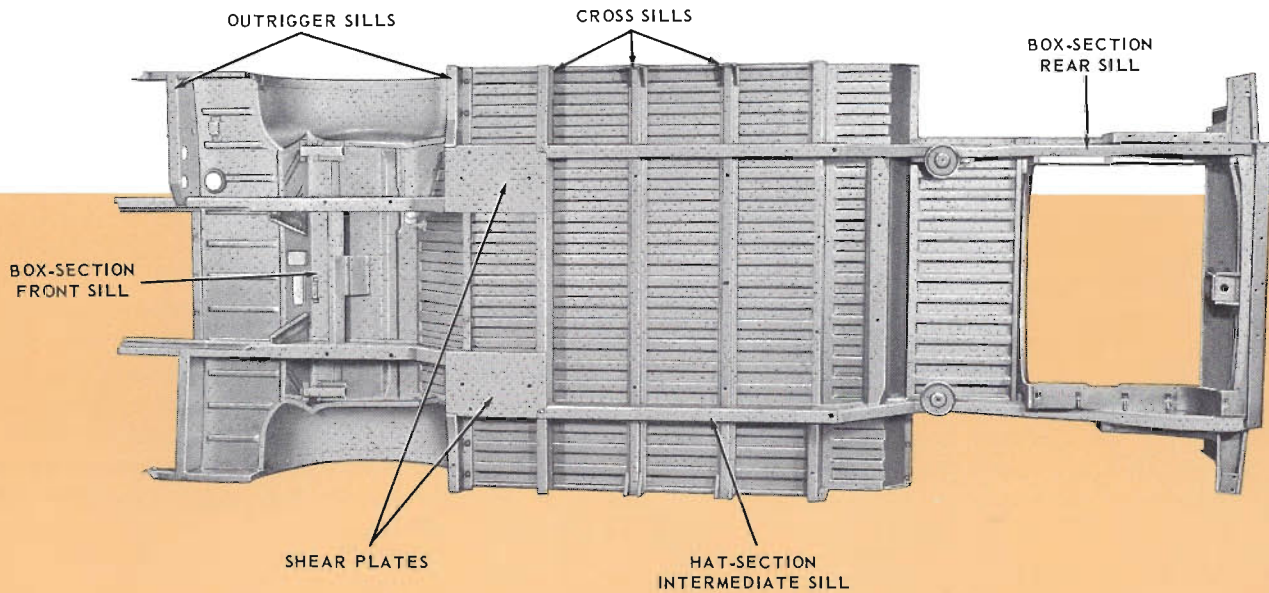 OUTRIGGER SILLS
CROSS SILLS
BOX-SECTION
REAR SILL
BOX-SECTION
FRONT SILL
SHEAR PLATES
HAT-SECTION
INTERMEDIATE SILL